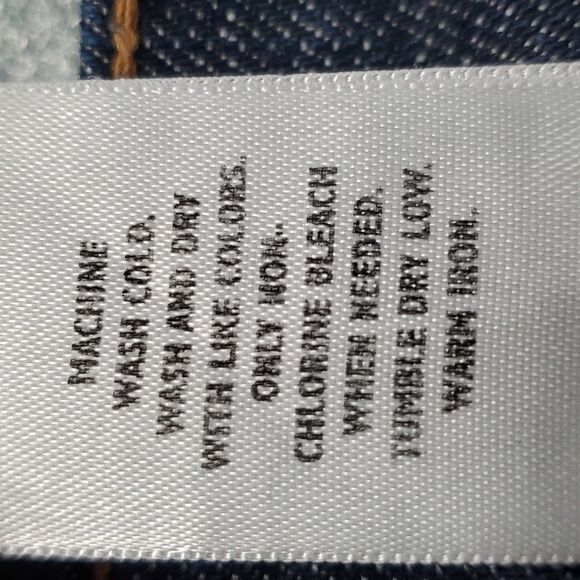 MACHINE
WASH COLD.
WASH AND DRY
WITH LIKE COLORS.
ONLY NON-
CHLORINE BLEACH
WHEN NEEDED.
TUMBLE DRY LOW.
WARM IRON.